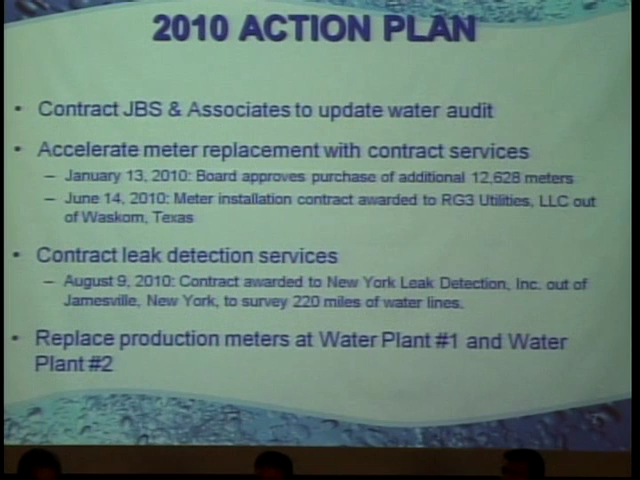 2010 ACTION PLAN
• Contract JBS & Associates to update water audit
• Accelerate meter replacement with contract services
– January 13, 2010: Board approves purchase of additional 12,628 meters
– June 14, 2010: Meter installation contract awarded to RG3 Utilities, LLC out
of Waskom, Texas
• Contract leak detection services
– August 9, 2010: Contract awarded to New York Leak Detection, Inc. out of
Jamesville, New York, to survey 220 miles of water lines.
• Replace production meters at Water Plant #1 and Water
Plant #2